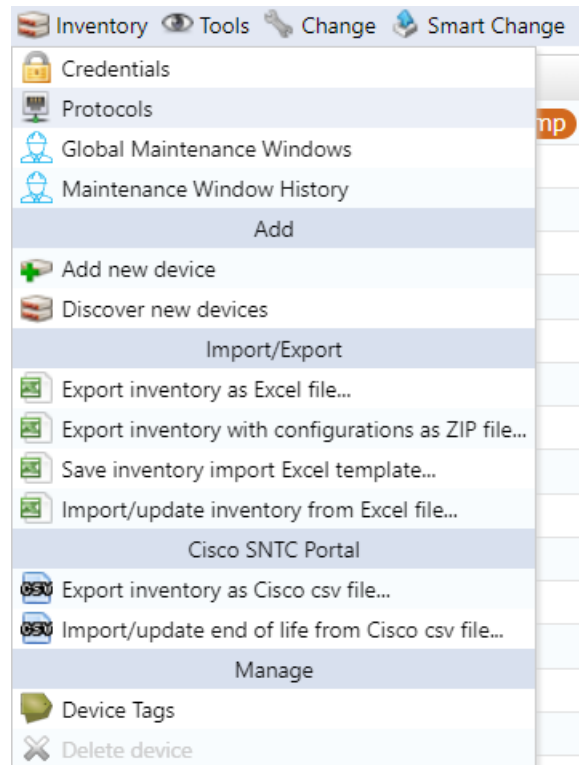 Inventory Tools Change Smart Change
Credentials
Protocols
mp
Global Maintenance Windows
Maintenance Window History
Add
Add new device
Discover new devices
Import/Export
Export inventory as Excel file...
Export inventory with configurations as ZIP file...
Save inventory import Excel template...
Import/update inventory from Excel file...
Cisco SNTC Portal
CSV Export inventory as Cisco csv file...
CSV Import/update end of life from Cisco csv file...
Manage
Device Tags
Delete device